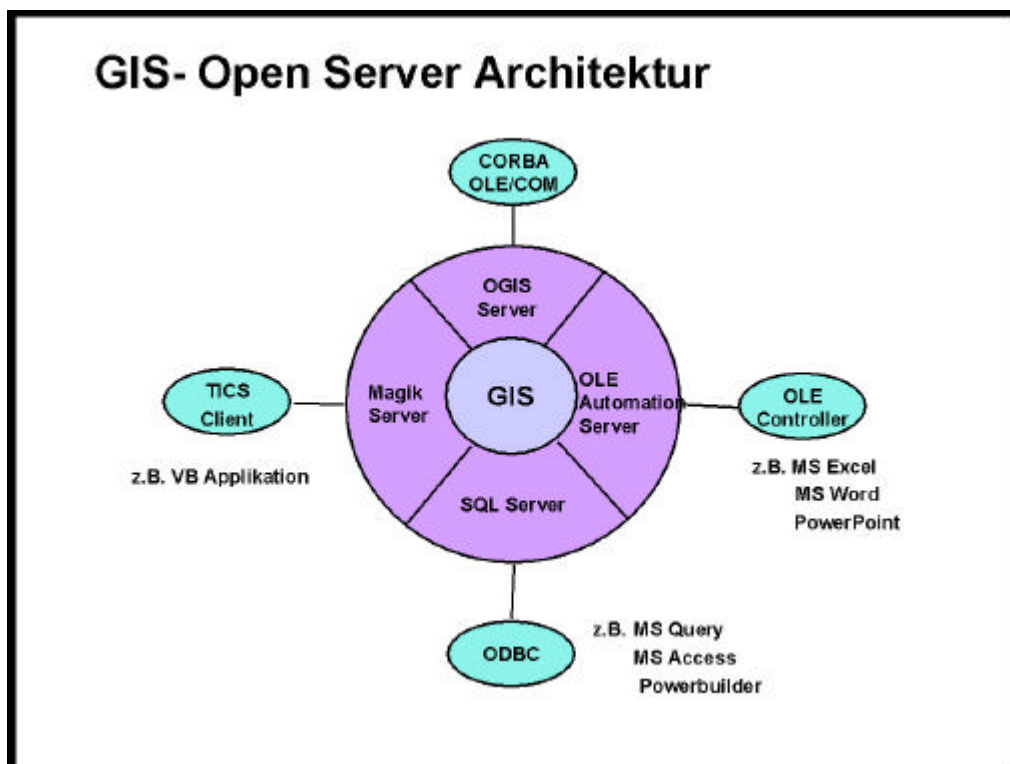 GIS- Open Server Architektur
CORBA
OLE/COM
OGIS
Server
TICS
Client
Magik
Server
GIS
OLE
Automation
Server
OLE
Controller
z.B. VB Applikation
z.B. MS Excel
MS Word
PowerPoint
SQL Server
ODBC
z.B. MS Query
MS Access
Powerbuilder